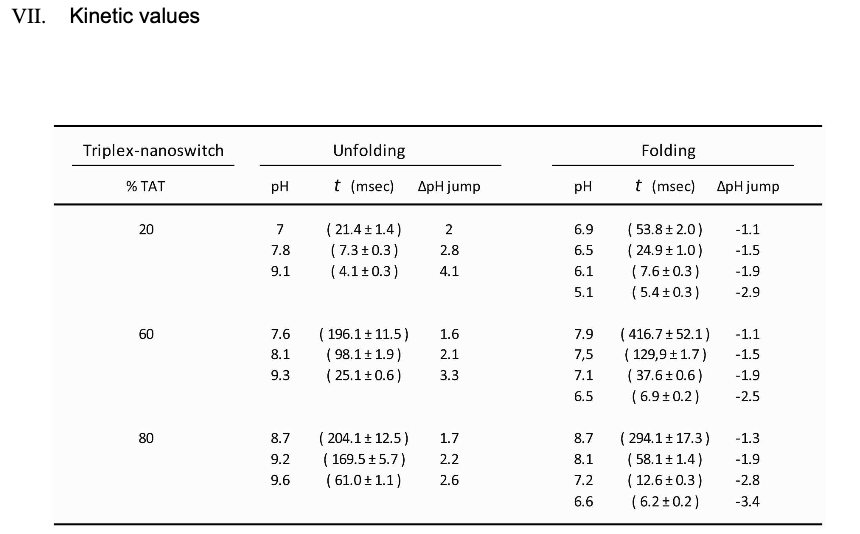 VII. Kinetic values
Triplex-nanoswitch Unfolding Folding
% TAT pH t (msec) ΔpH jump pH t (msec) ΔpH jump
20 7 (21.4±1.4) 2 6.9 (53.8±2.0) -1.1
7.8 (7.3±0.3) 2.8 6.5 (24.9±1.0) -1.5
9.1 (4.1±0.3) 4.1 6.1 (7.6±0.3) -1.9
5.1 (5.4±0.3) -2.9
60 7.6 (196.1±11.5) 1.6 7.9 (416.7±52.1) -1.1
8.1 (98.1±1.9) 2.1 7,5 (129,9±1.7) -1.5
9.3 (25.1±0.6) 3.3 7.1 (37.6±0.6) -1.9
6.5 (6.9±0.2) -2.5
80 8.7 (204.1±12.5) 1.7 8.7 (294.1±17.3) -1.3
9.2 (169.5±5.7) 2.2 8.1 (58.1±1.4) -1.9
9.6 (61.0±1.1) 2.6 7.2 (12.6±0.3) -2.8
6.6 (6.2±0.2) -3.4